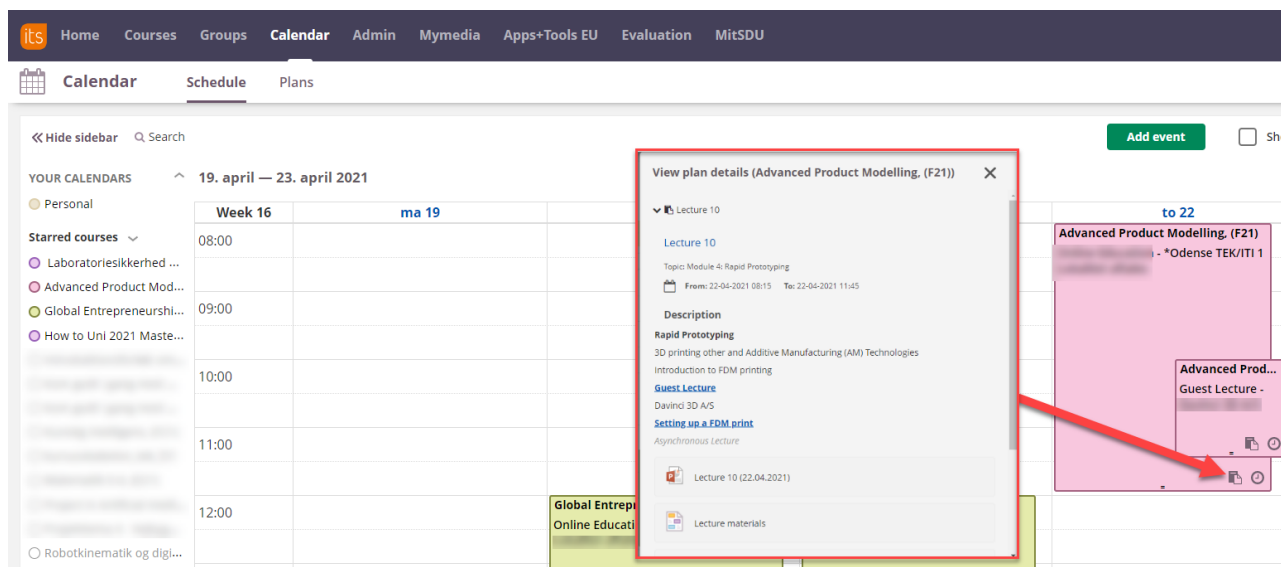 its Home Courses Groups Calendar Admin Mymedia Apps+Tools EU Evaluation MitSDU
Calendar Schedule Plans
Hide sidebar Search Add event Sh
YOUR CALENDARS
Personal
Starred courses
Laboratoriesikkerhed ...
Advanced Product Mod...
Global Entrepreneurshi...
How to Uni 2021 Maste...
Robotkinematik og digi...
19. april — 23. april 2021
Week 16 ma 19 to 22
08:00
09:00
10:00
11:00
12:00
View plan details (Advanced Product Modelling, (F21))
Lecture 10
Lecture 10
Topic: Module 4: Rapid Prototyping
From: 22-04-2021 08:15 To: 22-04-2021 11:45
Description
Rapid Prototyping
3D printing other and Additive Manufacturing (AM) Technologies
Introduction to FDM printing
Guest Lecture
Davinci 3D A/S
Setting up a FDM print
Asynchronous Lecture
Lecture 10 (22.04.2021)
Lecture materials
Advanced Product Modelling, (F21)
- *Odense TEK/ITI 1
Advanced Prod...
Guest Lecture -
Global Entrepr
Online Educati